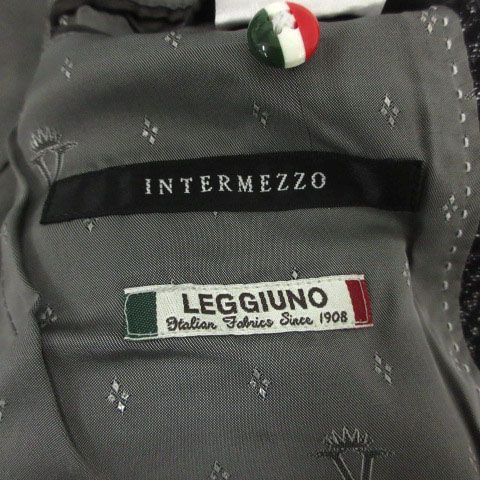 INTERMEZZO
LEGGIUNO
Italian Fabrics Since 1908